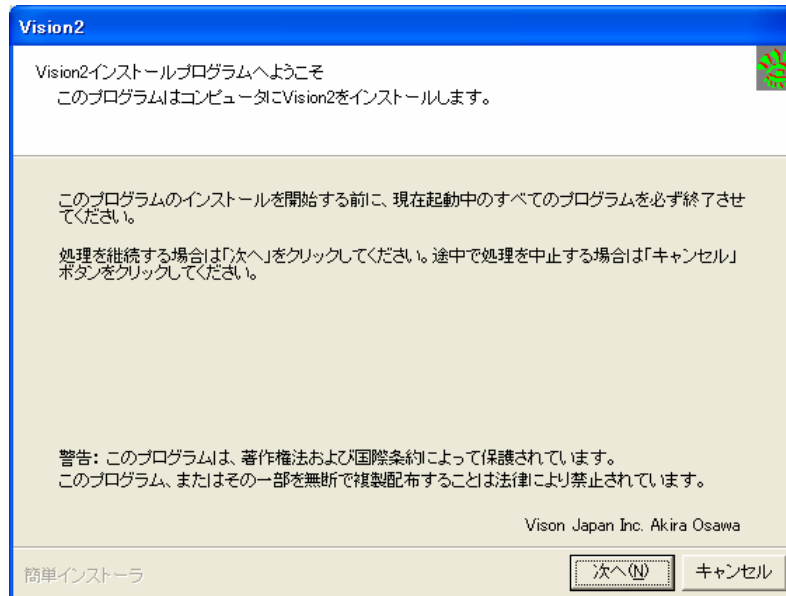 Vision2
Vision2インストールプログラムへようこそ
このプログラムはコンピュータにVision2をインストールします。
このプログラムのインストールを開始する前に、現在起動中のすべてのプログラムを必ず終了させ
てください。
処理を継続する場合は「次へ」をクリックしてください。途中で処理を中止する場合は「キャンセル」
ボタンをクリックしてください。
警告: このプログラムは、著作権法および国際条約によって保護されています。
このプログラム、またはその一部を無断で複製配布することは法律により禁止されています。
Vison Japan Inc. Akira Osawa
簡単インストーラ
次へ(N)
キャンセル